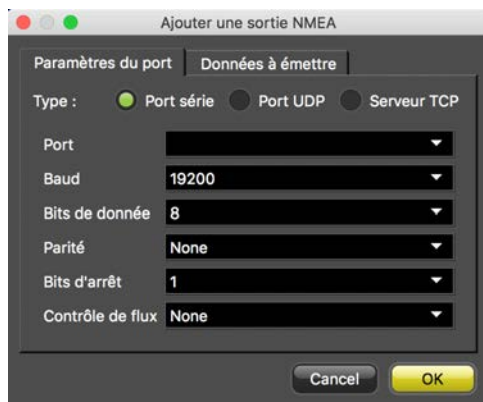 Ajouter une sortie NMEA
Paramètres du port Données à émettre
Type : Port série Port UDP Serveur TCP
Port
Baud 19200
Bits de donnée 8
Parité None
Bits d'arrêt 1
Contrôle de flux None
Cancel OK